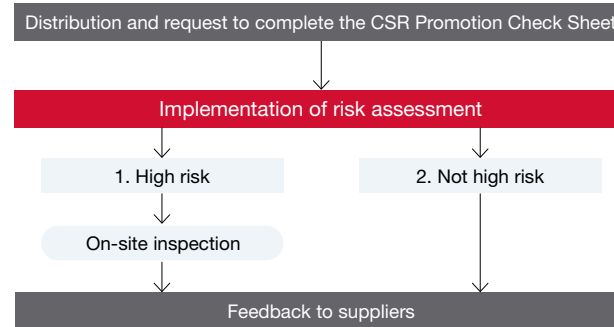 Distribution and request to complete the CSR Promotion Check Sheet
Implementation of risk assessment
1. High risk
2. Not high risk
On-site inspection
Feedback to suppliers